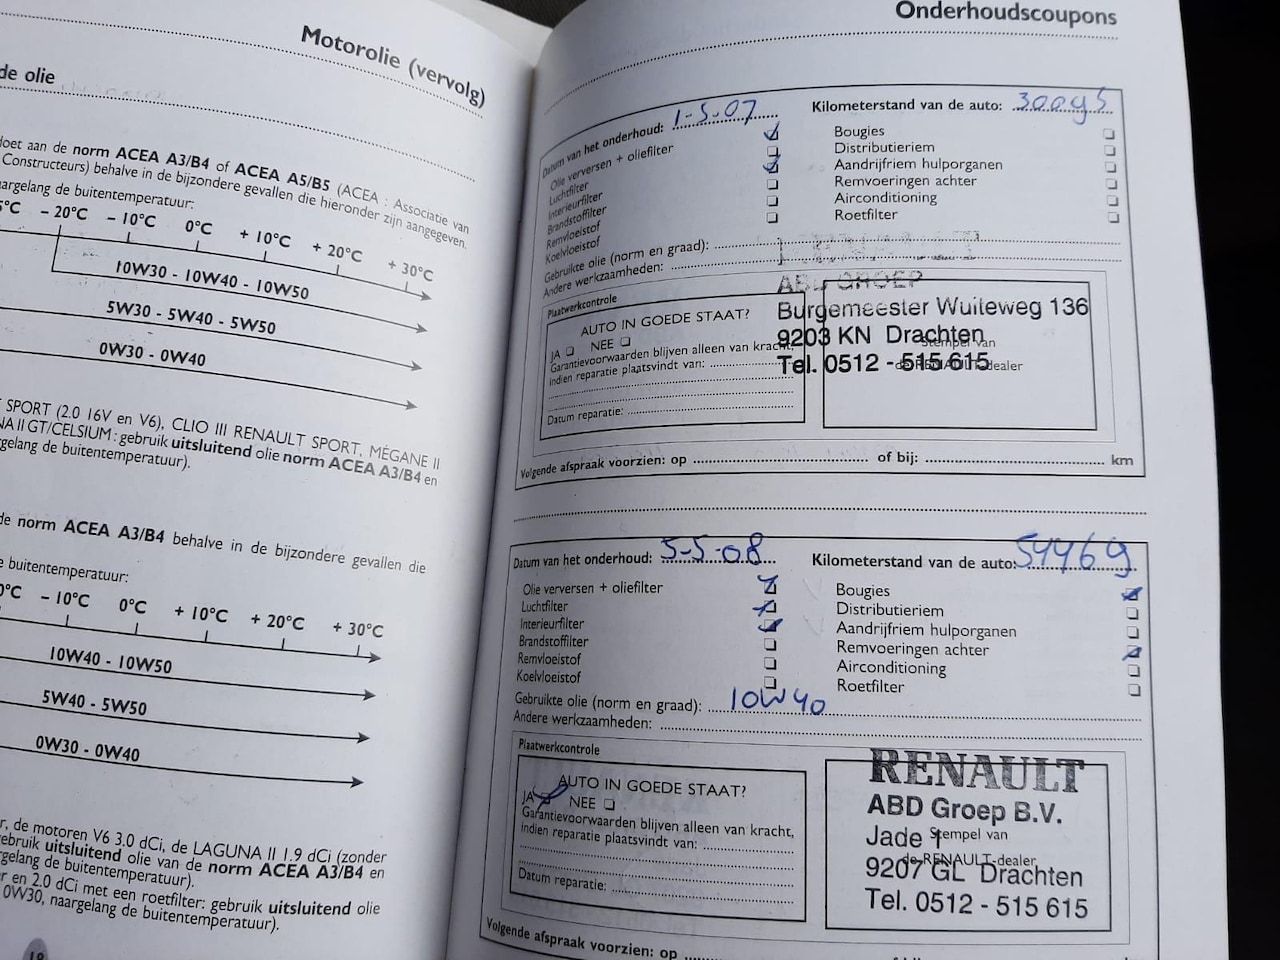 Motorolie (vervolg)
de olie
doet aan de norm ACEA A3/B4 of ACEA A5/B5 (ACEA : Associatie van
Constructeurs) behalve in de bijzondere gevallen die hieronder zijn aangegeven.
aargelang de buitentemperatuur:
5°C – 20°C – 10°C 0°C + 10°C + 20°C + 30°C
10W30 - 10W40 - 10W50
5W30 - 5W40 - 5W50
0W30 - 0W40
SPORT (2.0 16V en V6), CLIO III RENAULT SPORT, MÉGANE II
NA II GT/CELSIUM : gebruik uitsluitend olie norm ACEA A3/B4 en
gelang de buitentemperatuur).
de norm ACEA A3/B4 behalve in de bijzondere gevallen die
e buitentemperatuur:
0°C – 10°C 0°C + 10°C + 20°C + 30°C
10W40 - 10W50
5W40 - 5W50
0W30 - 0W40
r, de motoren V6 3.0 dCi, de LAGUNA II 1.9 dCi (zonder
gebruik uitsluitend olie van de norm ACEA A3/B4 en
gelang de buitentemperatuur).
r en 2.0 dCi met een roetfilter: gebruik uitsluitend olie
0W30, naargelang de buitentemperatuur).
Onderhoudscoupons
Datum van het onderhoud: 1-5-07 Kilometerstand van de auto: 30095
Olie verversen + oliefilter Bougies
Luchtfilter Distributieriem
Interieurfilter Aandrijfriem hulporganen
Brandstoffilter Remvoeringen achter
Remvloeistof Airconditioning
Koelvloeistof Roetfilter
Gebruikte olie (norm en graad):
Andere werkzaamheden:
RENAULT
ABD GROEP
Burgemeester Wuiteweg 136
9203 KN Drachten
Tel. 0512 - 515 615
Stempel van
de RENAULT-dealer
Plaatwerkcontrole
AUTO IN GOEDE STAAT?
JA NEE
Garantievoorwaarden blijven alleen van kracht,
indien reparatie plaatsvindt van:
Datum reparatie:
Volgende afspraak voorzien: op of bij: km
Datum van het onderhoud: 5-5-08 Kilometerstand van de auto: 54469
Olie verversen + oliefilter Bougies
Luchtfilter Distributieriem
Interieurfilter Aandrijfriem hulporganen
Brandstoffilter Remvoeringen achter
Remvloeistof Airconditioning
Koelvloeistof Roetfilter
Gebruikte olie (norm en graad): 10W40
Andere werkzaamheden:
Plaatwerkcontrole
AUTO IN GOEDE STAAT?
JA NEE
Garantievoorwaarden blijven alleen van kracht,
indien reparatie plaatsvindt van:
Datum reparatie:
RENAULT
ABD Groep B.V.
Jade 1
9207 GL Drachten
Tel. 0512 - 515 615
Stempel van
de RENAULT-dealer
Volgende afspraak voorzien: op